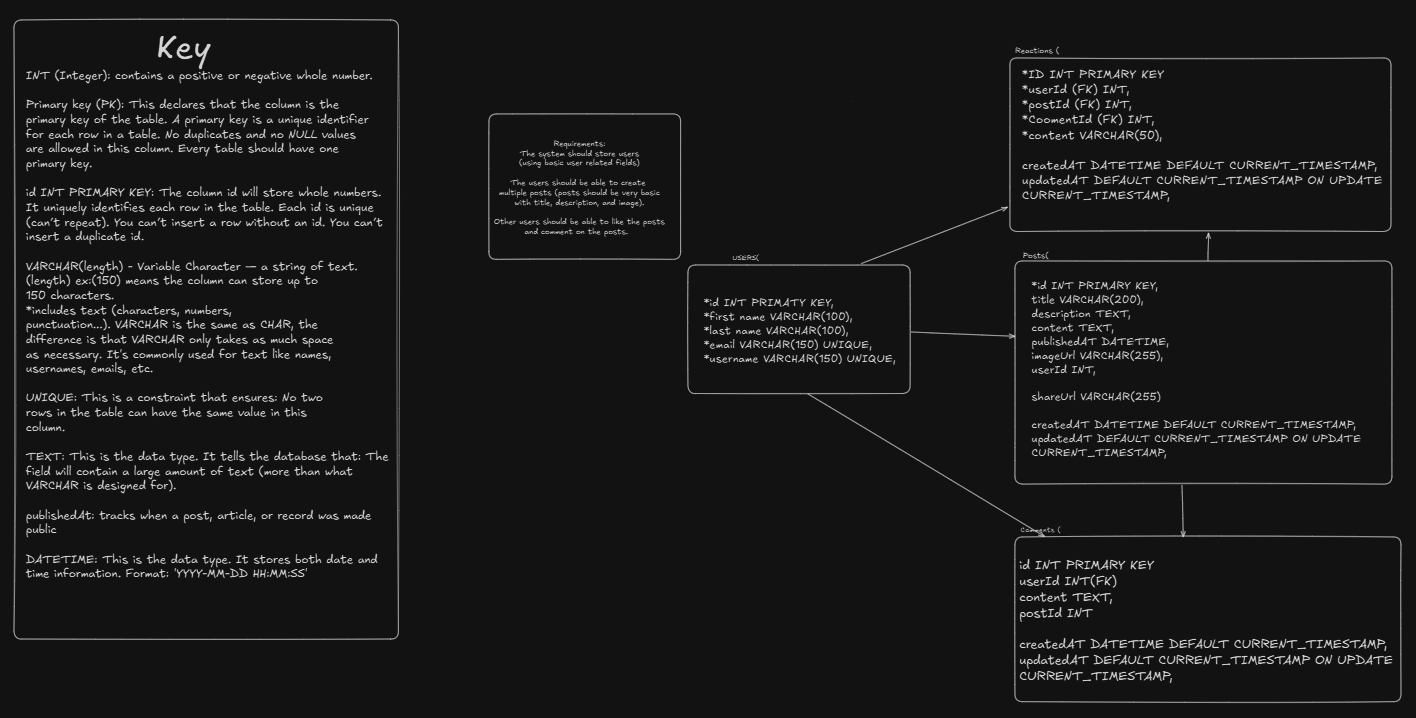 Key
INT (Integer): contains a positive or negative whole number.
Primary key (PK): This declares that the column is the
primary key of the table. A primary key is a unique identifier
for each row in a table. No duplicates and no NULL values
are allowed in this column. Every table should have one
primary key.
id INT PRIMARY KEY: The column id will store whole numbers.
It uniquely identifies each row in the table. Each id is unique
(can't repeat). You can't insert a row without an id. You can't
insert a duplicate id.
VARCHAR(length) - Variable Character — a string of text.
(length) ex:(150) means the column can store up to
150 characters.
*includes text (characters, numbers,
punctuation...). VARCHAR is the same as CHAR, the
difference is that VARCHAR only takes as much space
as necessary. It's commonly used for text like names,
usernames, emails, etc.
UNIQUE: This is a constraint that ensures: No two
rows in the table can have the same value in this
column.
TEXT: This is the data type. It tells the database that: The
field will contain a large amount of text (more than what
VARCHAR is designed for).
publishedAt: tracks when a post, article, or record was made
public
DATETIME: This is the data type. It stores both date and
time information. Format: 'YYYY-MM-DD HH:MM:SS'
Requirements:
The system should store users
(using basic user related fields)
The users should be able to create
multiple posts (posts should be very basic
with title, description, and image).
Other users should be able to like the posts
and comment on the posts.
USERS(
*id INT PRIMATY KEY,
*first name VARCHAR(100),
*last name VARCHAR(100),
*email VARCHAR(150) UNIQUE,
*username VARCHAR(150) UNIQUE,
Reactions (
*ID INT PRIMARY KEY
*userId (FK) INT,
*postId (FK) INT,
*CoomentId (FK) INT,
*content VARCHAR(50),
createdAT DATETIME DEFAULT CURRENT_TIMESTAMP,
updatedAT DEFAULT CURRENT_TIMESTAMP ON UPDATE
CURRENT_TIMESTAMP,
Posts(
*id INT PRIMARY KEY,
title VARCHAR(200),
description TEXT,
content TEXT,
publishedAT DATETIME,
imageUrl VARCHAR(255),
userId INT,
shareUrl VARCHAR(255)
createdAT DATETIME DEFAULT CURRENT_TIMESTAMP,
updatedAT DEFAULT CURRENT_TIMESTAMP ON UPDATE
CURRENT_TIMESTAMP,
Comments (
id INT PRIMARY KEY
userId INT(FK)
content TEXT,
postId INT
createdAT DATETIME DEFAULT CURRENT_TIMESTAMP,
updatedAT DEFAULT CURRENT_TIMESTAMP ON UPDATE
CURRENT_TIMESTAMP,